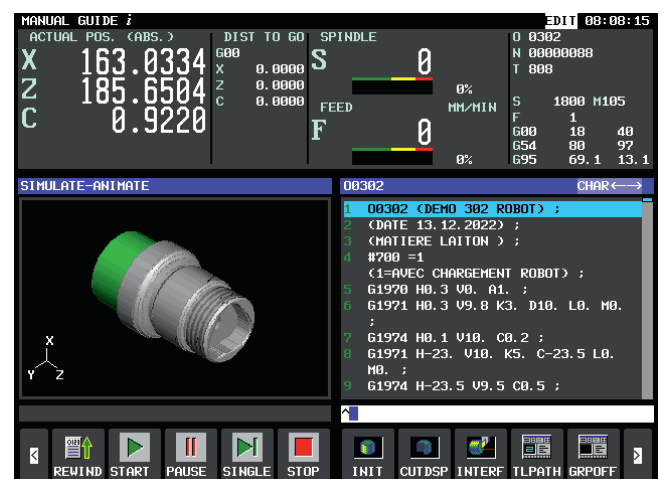 MANUAL GUIDE i EDIT 08:08:15
ACTUAL POS. (ABS.) DIST TO GO SPINDLE O 0302
X 163.0334 G00 S 0 N 00000088
X 0.0000 T 808
Z 185.6504 Z 0.0000 0%
C 0.9220 C 0.0000 FEED MM/MIN S 1800 M105
F 0 F 1
G00 18 40
G54 80 97
0% G95 69.1 13.1
SIMULATE-ANIMATE
X
Y Z
O0302 CHAR←→
1 O0302 (DEMO 302 ROBOT) ;
2 (DATE 13.12.2022) ;
3 (MATIERE LAITON ) ;
4 #700 =1
(1=AVEC CHARGEMENT ROBOT) ;
5 G1970 H0.3 V0. A1. ;
6 G1971 H0.3 V9.8 K3. D10. L0. M0.
;
7 G1974 H0.1 V10. C0.2 ;
8 G1971 H-23. V10. K5. C-23.5 L0.
M0. ;
9 G1974 H-23.5 V9.5 C0.5 ;
^
< REWIND START PAUSE SINGLE STOP INIT CUTDSP INTERF TLPATH GRPOFF >